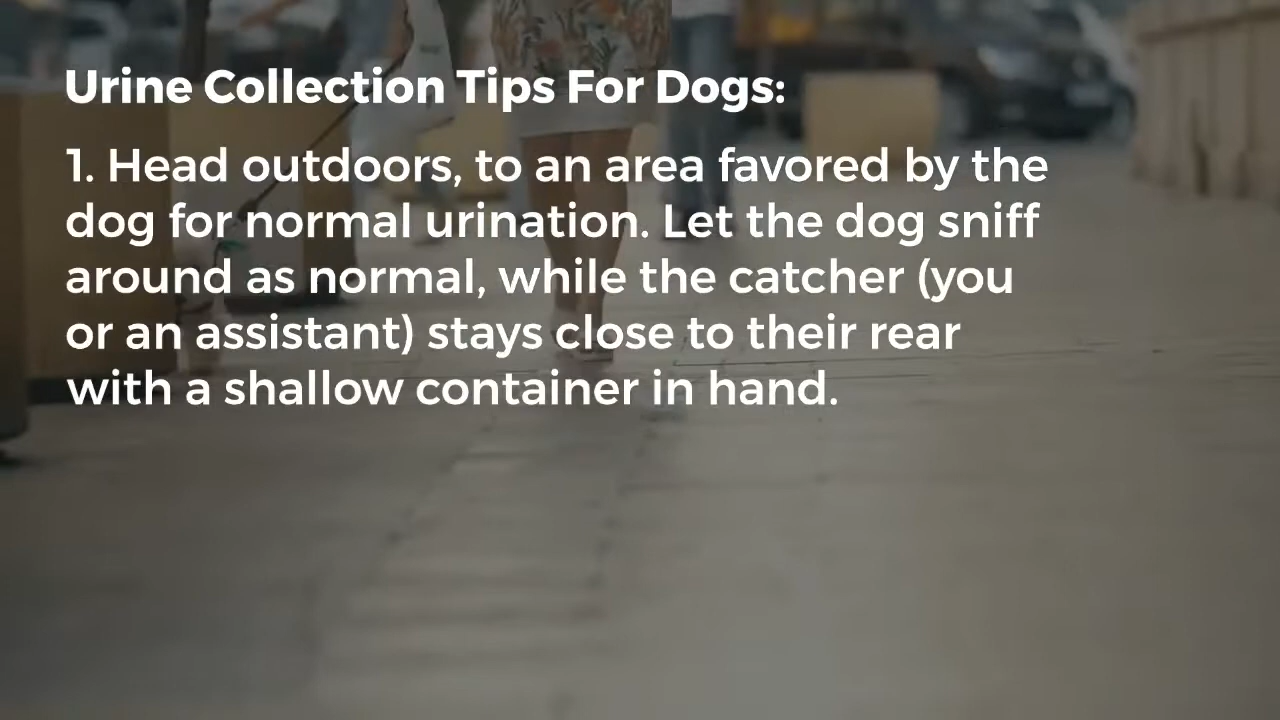 Urine Collection Tips For Dogs:
1. Head outdoors, to an area favored by the
dog for normal urination. Let the dog sniff
around as normal, while the catcher (you
or an assistant) stays close to their rear
with a shallow container in hand.